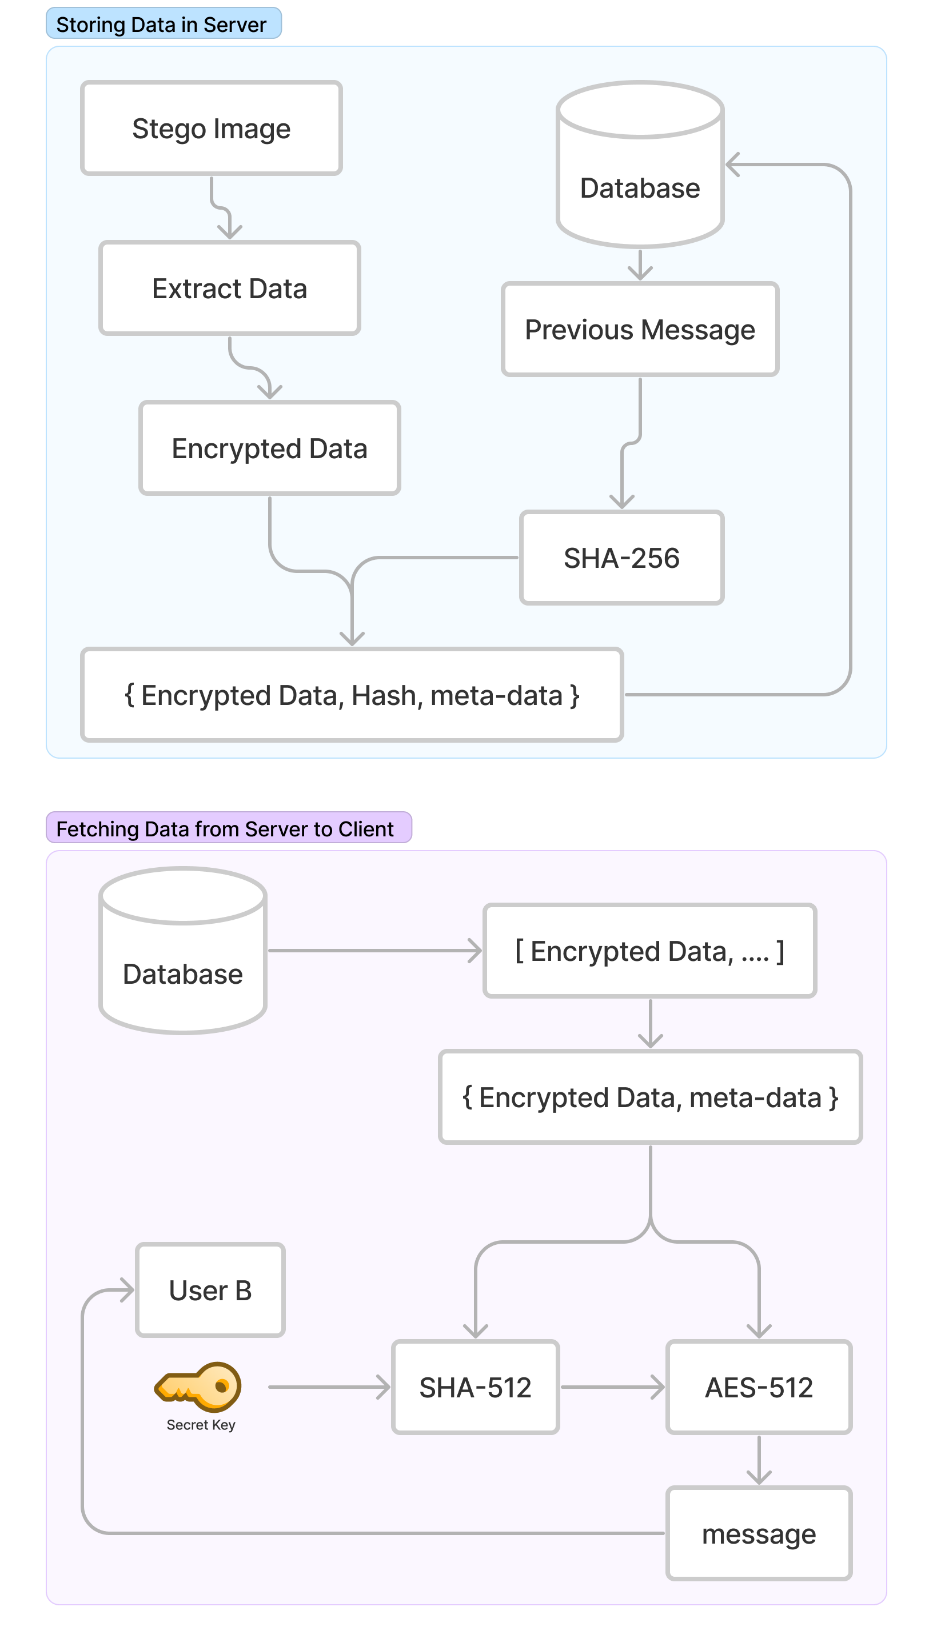 Storing Data in Server
Stego Image
Database
Extract Data
Previous Message
Encrypted Data
SHA-256
{ Encrypted Data, Hash, meta-data }
Fetching Data from Server to Client
Database
[ Encrypted Data, .... ]
{ Encrypted Data, meta-data }
User B
Secret Key
SHA-512
AES-512
message